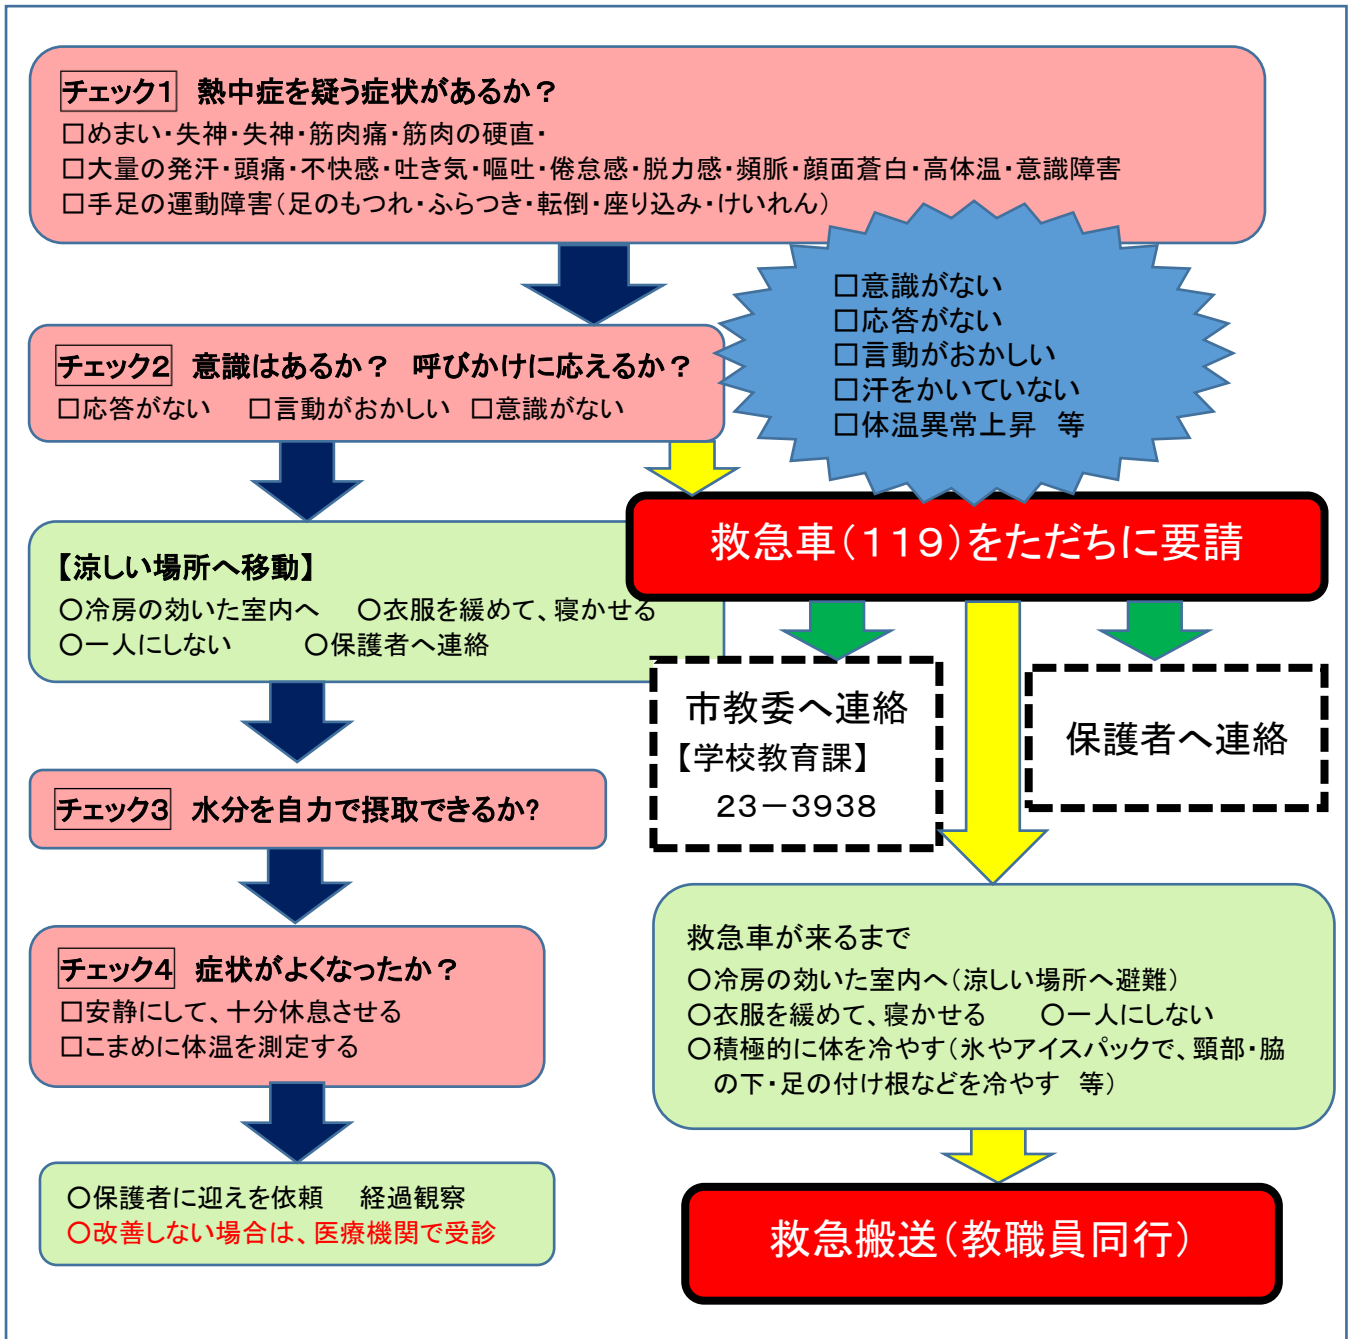 チェック1　熱中症を疑う症状があるか？
□めまい・失神・失神・筋肉痛・筋肉の硬直・
□大量の発汗・頭痛・不快感・吐き気・嘔吐・倦怠感・脱力感・頻脈・顔面蒼白・高体温・意識障害
□手足の運動障害（足のもつれ・ふらつき・転倒・座り込み・けいれん）
□意識がない
□応答がない
□言動がおかしい
□汗をかいていない
□体温異常上昇　等
チェック2　意識はあるか？　呼びかけに応えるか？
□応答がない　□言動がおかしい　□意識がない
救急車（１１９）をただちに要請
【涼しい場所へ移動】
○冷房の効いた室内へ　○衣服を緩めて、寝かせる
○一人にしない　○保護者へ連絡
市教委へ連絡
【学校教育課】
２３－３９３８
保護者へ連絡
チェック3　水分を自力で摂取できるか?
チェック4　症状がよくなったか？
□安静にして、十分休息させる
□こまめに体温を測定する
救急車が来るまで
○冷房の効いた室内へ（涼しい場所へ避難）
○衣服を緩めて、寝かせる　○一人にしない
○積極的に体を冷やす（氷やアイスパックで、頸部・脇
の下・足の付け根などを冷やす　等）
○保護者に迎えを依頼　経過観察
○改善しない場合は、医療機関で受診
救急搬送（教職員同行）